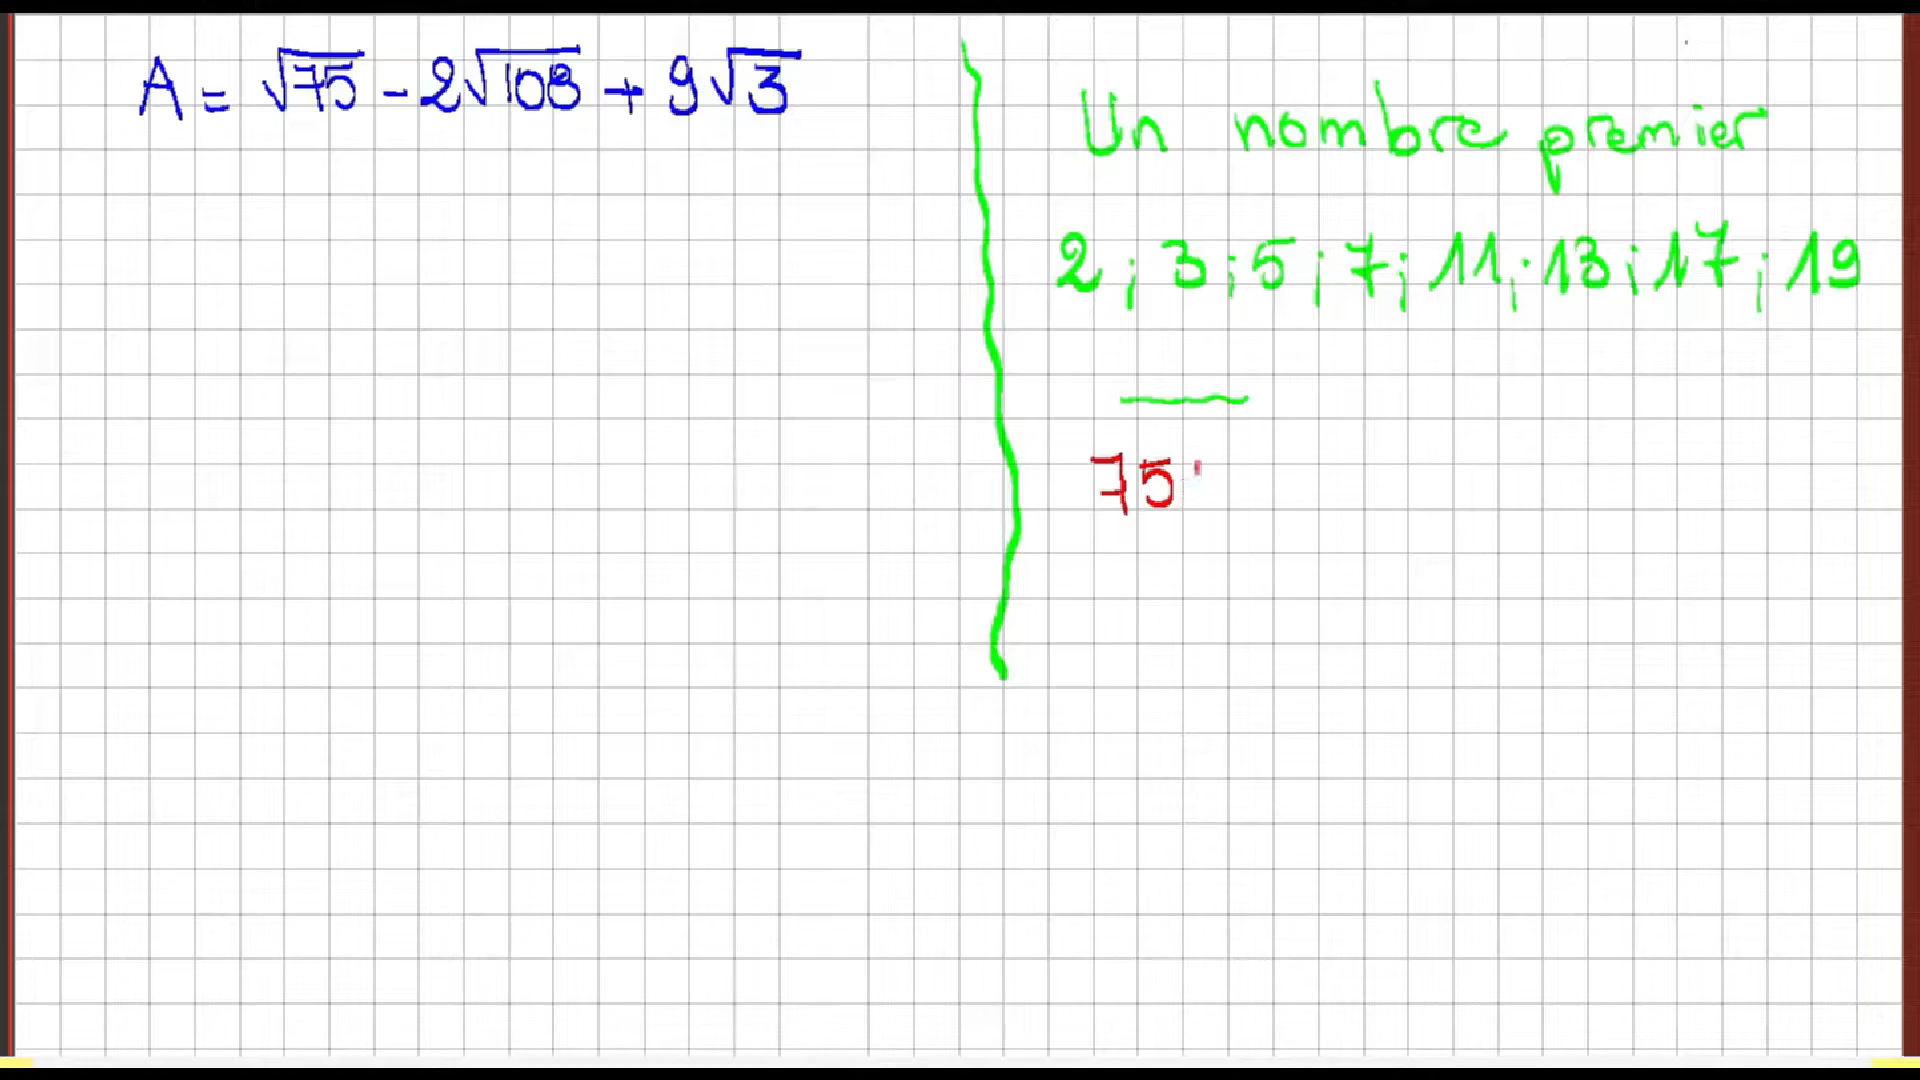 A = √75 - 2√108 + 9√3
Un nombre premier
2 ; 3 ; 5 ; 7 ; 11 ; 13 ; 17 ; 19
75